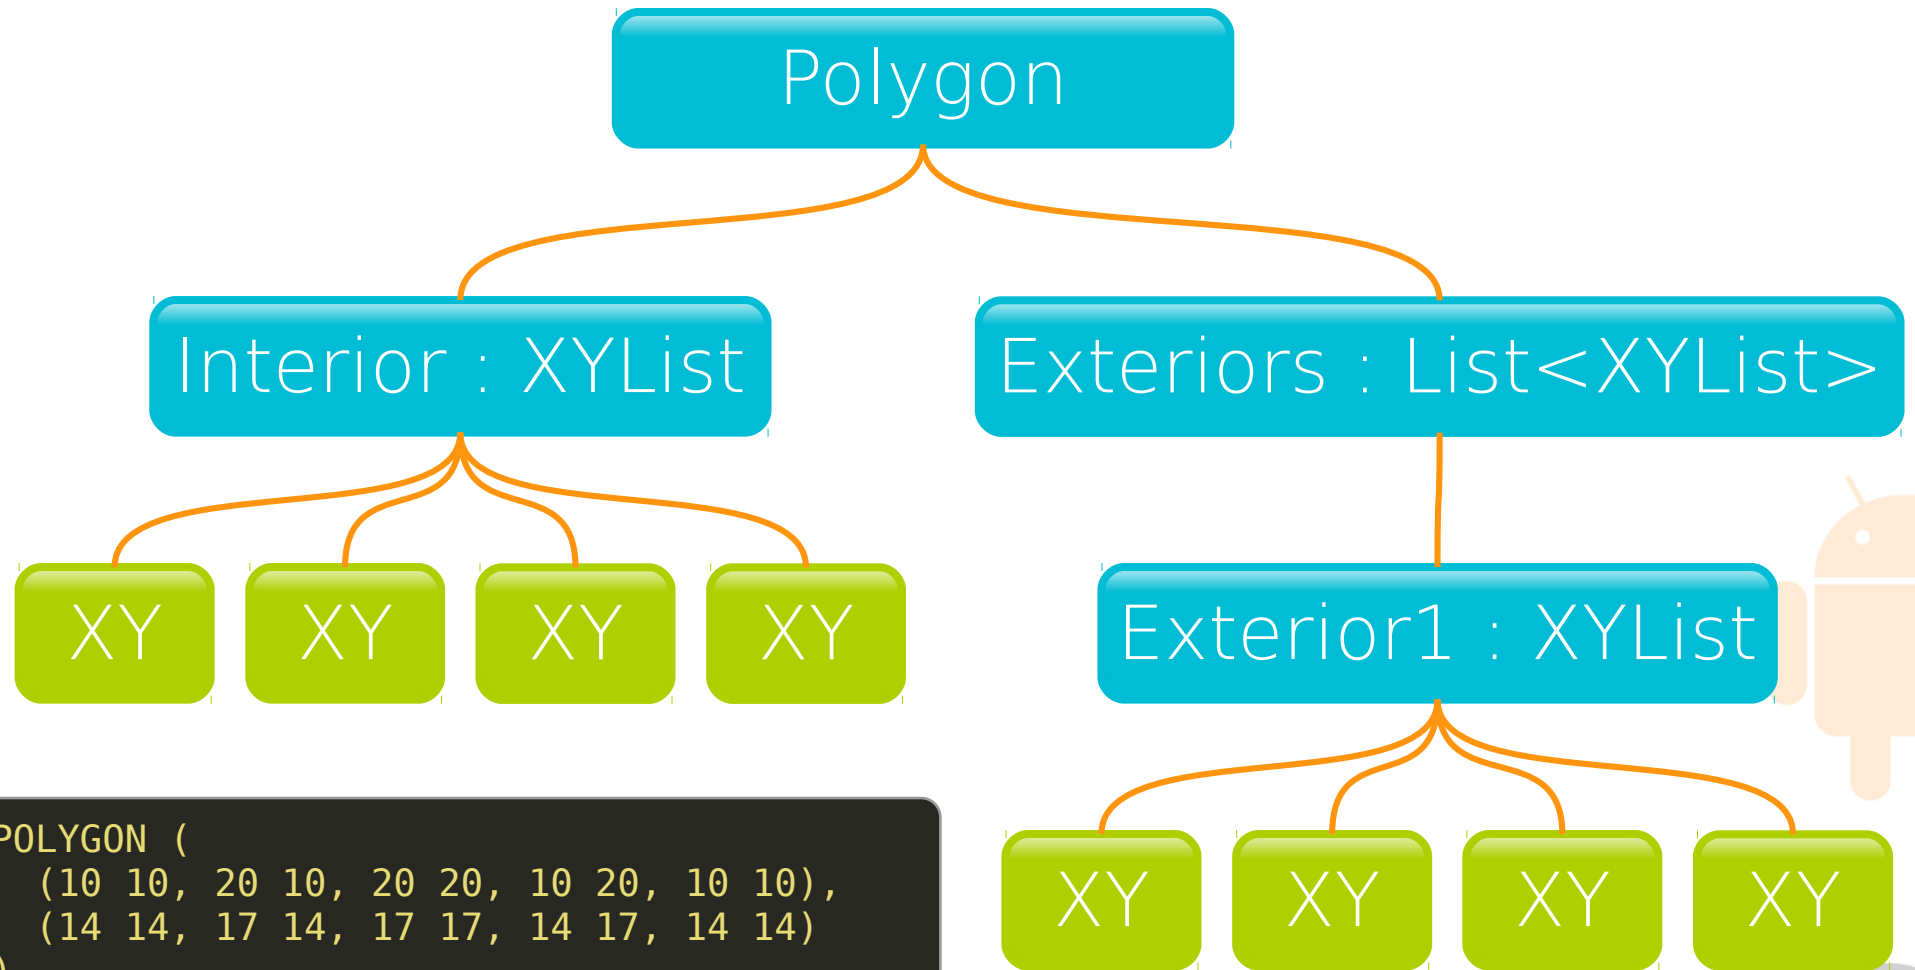 Polygon
Interior : XYList
Exteriors : List<XYList>
XY XY XY XY
Exterior1 : XYList
XY XY XY XY
POLYGON (
(10 10, 20 10, 20 20, 10 20, 10 10),
(14 14, 17 14, 17 17, 14 17, 14 14)
)